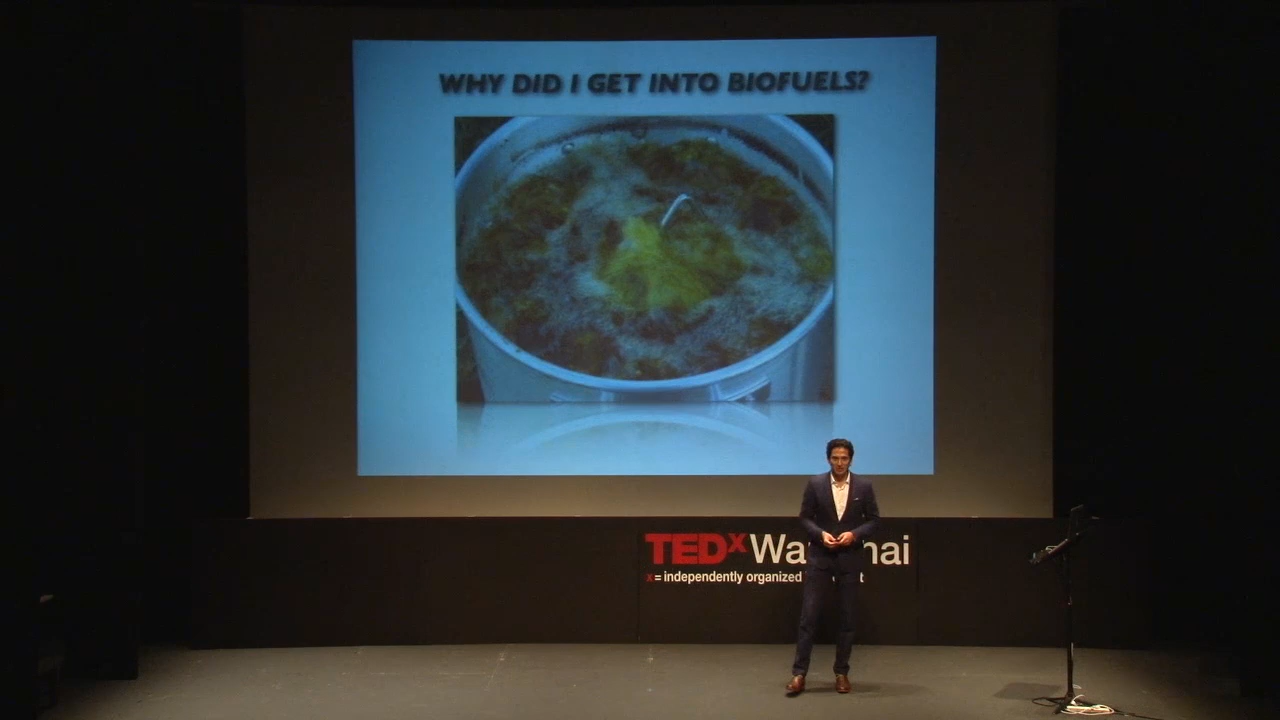 WHY DID I GET INTO BIOFUELS?
TEDx
x = independently organized